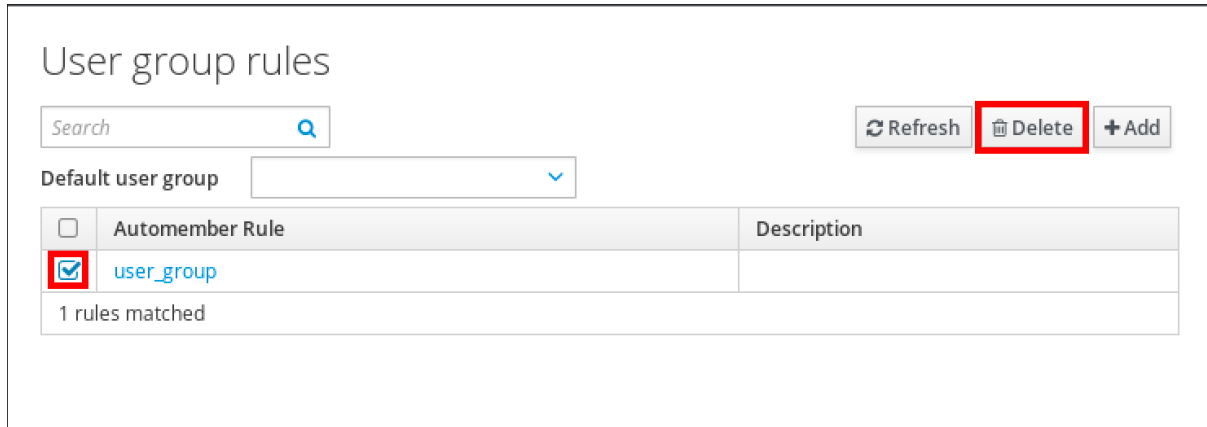 User group rules
Search Refresh Delete Add
Default user group
Automember Rule Description
user_group
1 rules matched